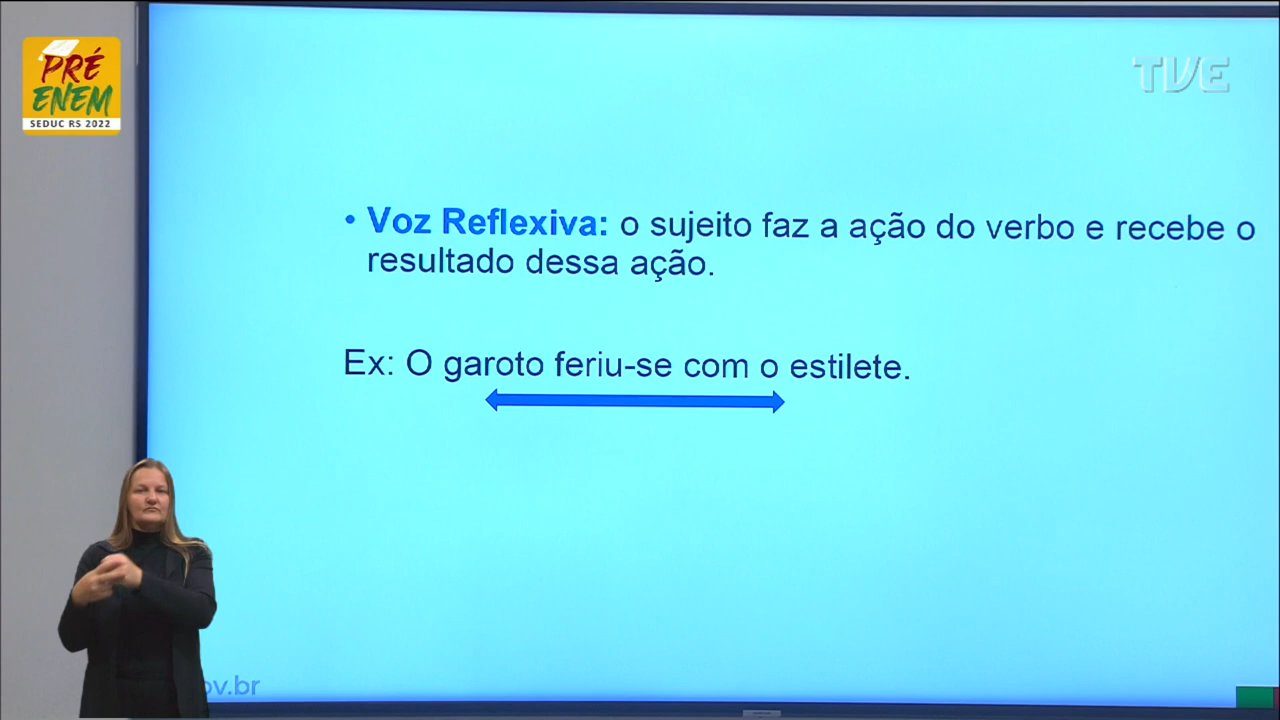 PRÉ
ENEM
SEDUC RS 2022
TVE
• Voz Reflexiva: o sujeito faz a ação do verbo e recebe o
resultado dessa ação.
Ex: O garoto feriu-se com o estilete.
ov.br